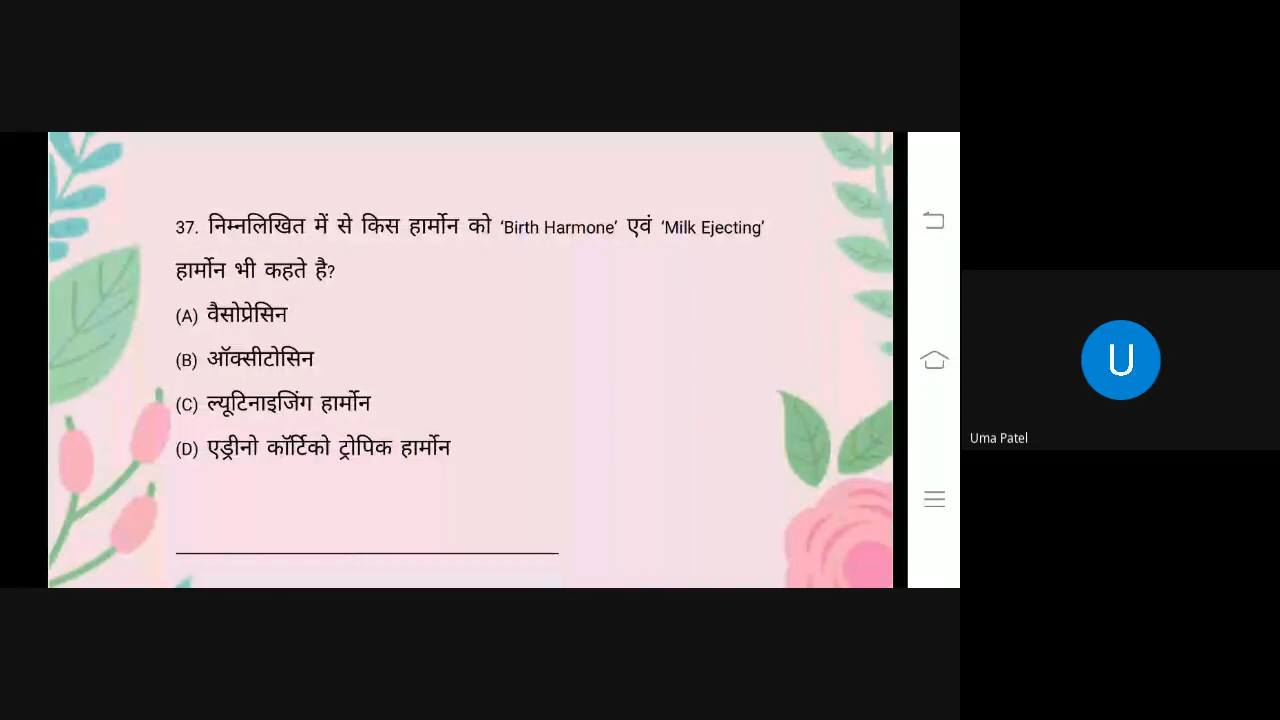 37. निम्नलिखित में से किस हार्मोन को ‘Birth Harmone’ एवं ‘Milk Ejecting’
हार्मोन भी कहते है?
(A) वैसोप्रेसिन
(B) ऑक्सीटोसिन
(C) ल्यूटिनाइजिंग हार्मोन
(D) एड्रीनो कॉर्टिको ट्रोपिक हार्मोन
U
Uma Patel